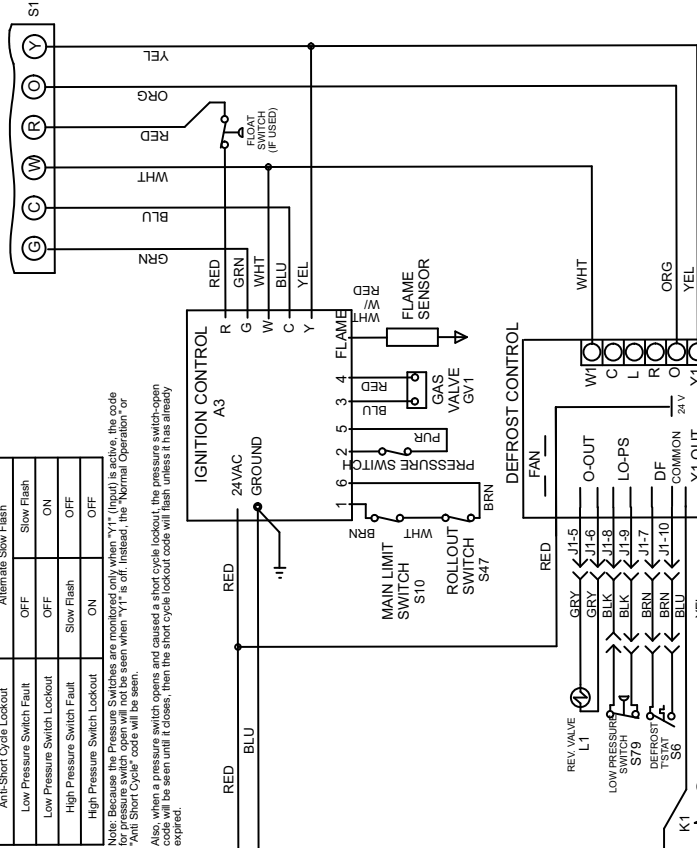 S1
Y
O
R
W
C
G
YEL
ORG
RED
WHT
BLU
GRN
FLOAT
SWITCH
(IF USED)
Anti-Short Cycle Lockout
Alternate Slow Flash
Low Pressure Switch Fault
OFF
Slow Flash
Low Pressure Switch Lockout
OFF
ON
High Pressure Switch Fault
Slow Flash
OFF
High Pressure Switch Lockout
ON
OFF
Note: Because the Pressure Switches are monitored only when "Y1" (Input) is active, the code
for pressure switch open will not be seen when "Y1" is off. Instead, the "Normal Operation" or
"Anti Short Cycle" code will be seen.
Also, when a pressure switch opens and caused a short cycle lockout, the pressure switch-open
code will be seen until it closes, then the short cycle lockout code will flash unless it has already
expired.
RED
GRN
WHT
BLU
YEL
R
G
W
C
Y
IGNITION CONTROL
A3
24VAC
GROUND
FLAME
WHT
W/
RED
FLAME
SENSOR
4
3
RED
BLU
GAS
VALVE
GV1
5
2
PUR
PRESSURE SWITCH
6
1
BRN
WHT
BRN
MAIN LIMIT
SWITCH
S10
ROLLOUT
SWITCH
S47
RED
RED
BLU
WHT
ORG
YEL
DEFROST CONTROL
FAN
W1
C
L
R
O
Y1
24 V
O-OUT
LO-PS
DF
COMMON
Y1 OUT
RED
J1-5
J1-6
J1-8
J1-9
J1-7
J1-10
GRY
GRY
BLK
BLK
BRN
BRN
BLU
REV. VALVE
L1
LOW PRESSURE
SWITCH
S79
DEFROST
T'STAT
S6
YEL
K1